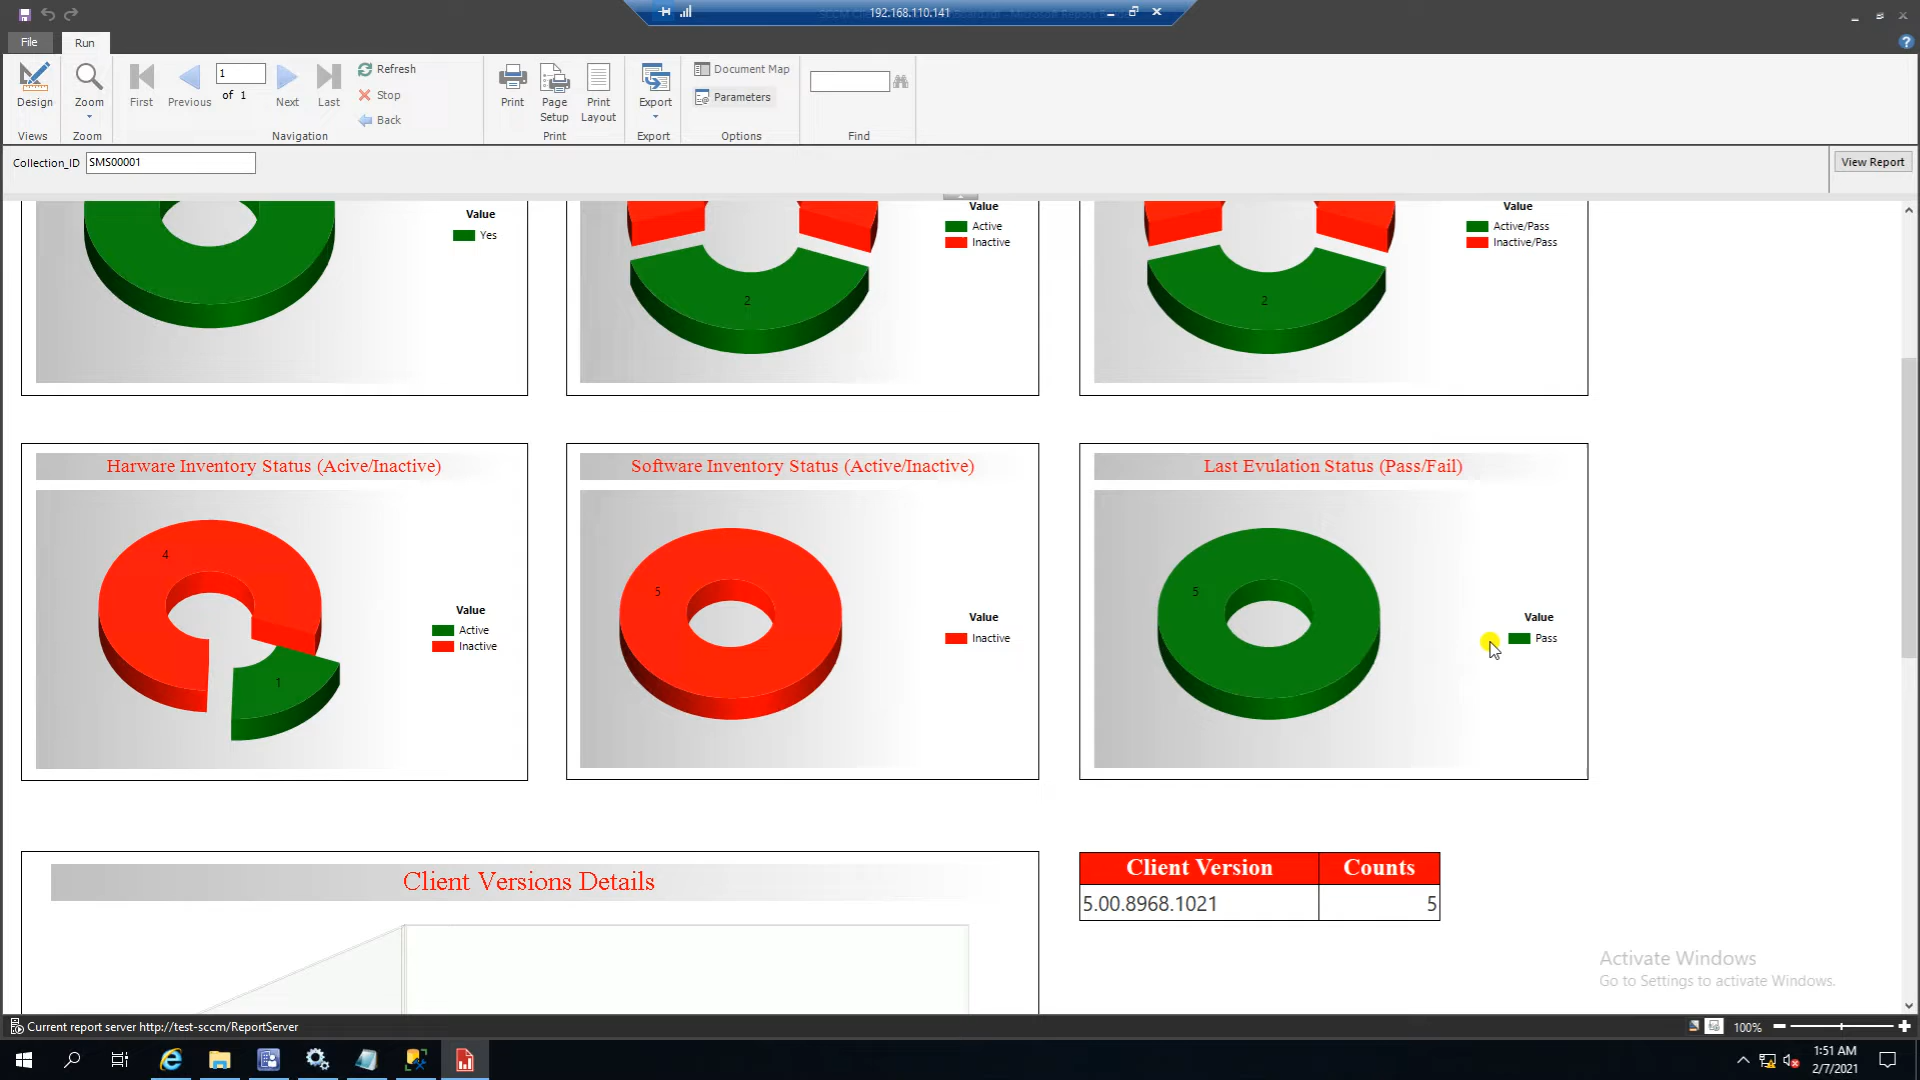 192.168.110.141
File
Run
Design
Zoom
First
Previous
1
of 1
Next
Last
Refresh
Stop
Back
Print
Page Setup
Print Layout
Export
Document Map
Parameters
Views
Zoom
Navigation
Print
Export
Options
Find
Collection_ID
SMS00001
View Report
Value
Yes
Value
Active
Inactive
2
Value
Active/Pass
Inactive/Pass
2
Harware Inventory Status (Acive/Inactive)
4
1
Value
Active
Inactive
Software Inventory Status (Active/Inactive)
5
Value
Inactive
Last Evulation Status (Pass/Fail)
5
Value
Pass
Client Versions Details
Client Version Counts
5.00.8968.1021 5
Activate Windows
Go to Settings to activate Windows.
Current report server http://test-sccm/ReportServer
100%
1:51 AM
2/7/2021